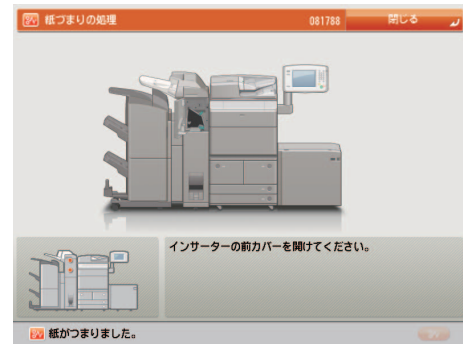 紙づまりの処理
081788
閉じる
インサーターの前カバーを開けてください。
紙がつまりました。